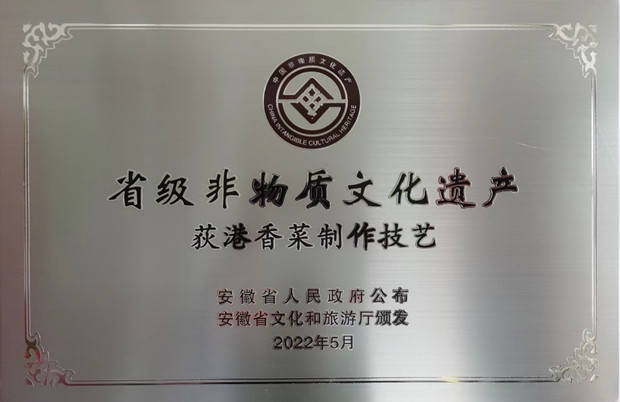 中国非物质文化遗产
CHINA INTANGIBLE CULTURAL HERITAGE
省级非物质文化遗产
荻港香菜制作技艺
安徽省人民政府公布
安徽省文化和旅游厅颁发
2022年5月